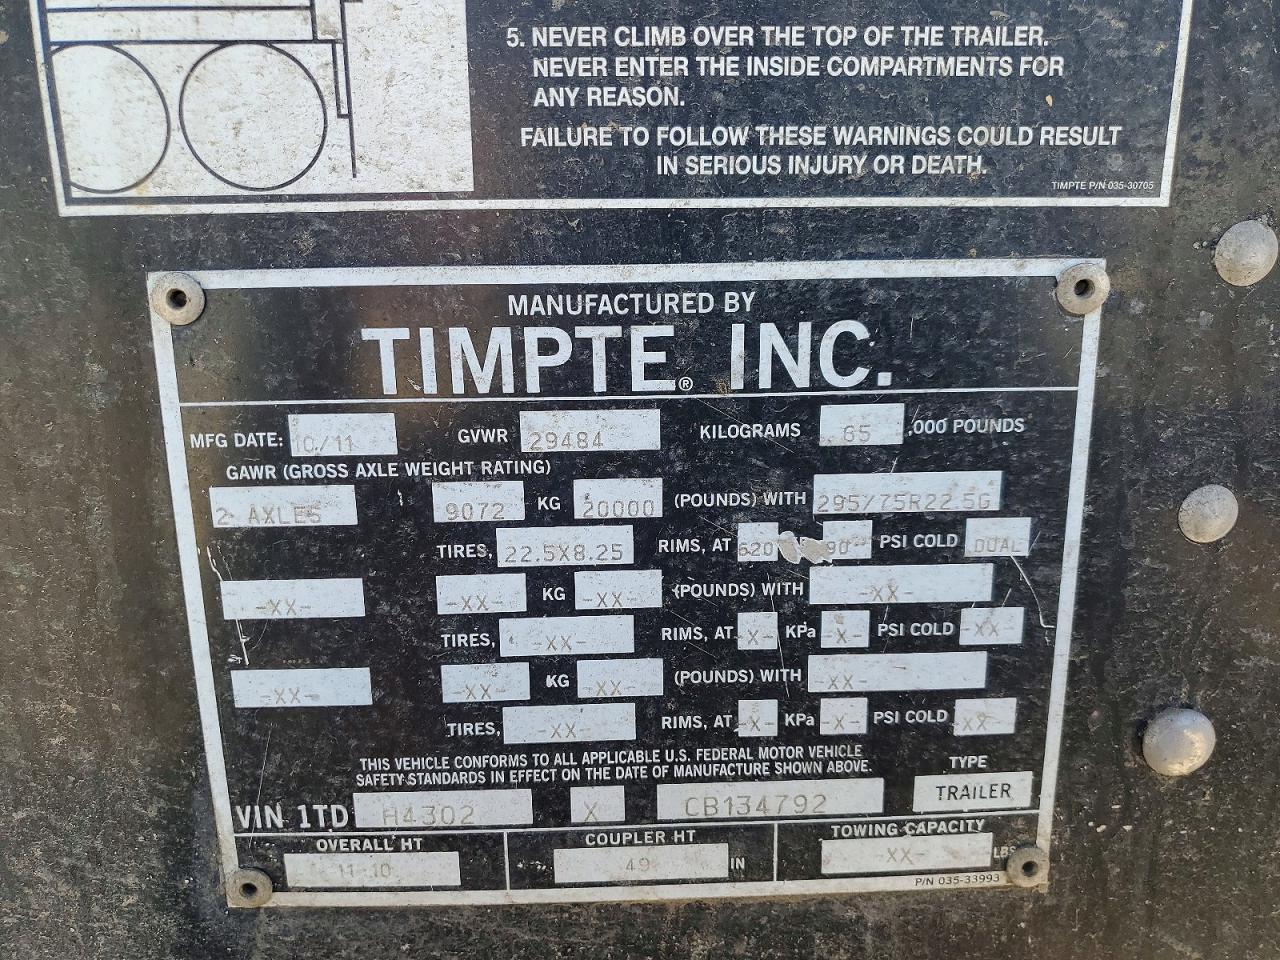 5. NEVER CLIMB OVER THE TOP OF THE TRAILER.
NEVER ENTER THE INSIDE COMPARTMENTS FOR
ANY REASON.
FAILURE TO FOLLOW THESE WARNINGS COULD RESULT
IN SERIOUS INJURY OR DEATH.
TIMPTE P/N 035-30705
MANUFACTURED BY
TIMPTE® INC.
MFG DATE: 10/11 GVWR 29484 KILOGRAMS 65 ,000 POUNDS
GAWR (GROSS AXLE WEIGHT RATING)
2 AXLES 9072 KG 20000 (POUNDS) WITH 295/75R22.5G
TIRES, 22.5X8.25 RIMS, AT 620 90 PSI COLD DUAL
-XX- -XX- KG -XX- (POUNDS) WITH -XX-
TIRES, -XX- RIMS, AT -X- KPa -X- PSI COLD -XX-
-XX- -XX- KG -XX- (POUNDS) WITH -XX-
TIRES, -XX- RIMS, AT -X- KPa -X- PSI COLD XX
THIS VEHICLE CONFORMS TO ALL APPLICABLE U.S. FEDERAL MOTOR VEHICLE
SAFETY STANDARDS IN EFFECT ON THE DATE OF MANUFACTURE SHOWN ABOVE.
TYPE
VIN 1TD H4302 X CB134792 TRAILER
OVERALL HT COUPLER HT TOWING CAPACITY
11 10 49 IN -XX- LBS
P/N 035-33993